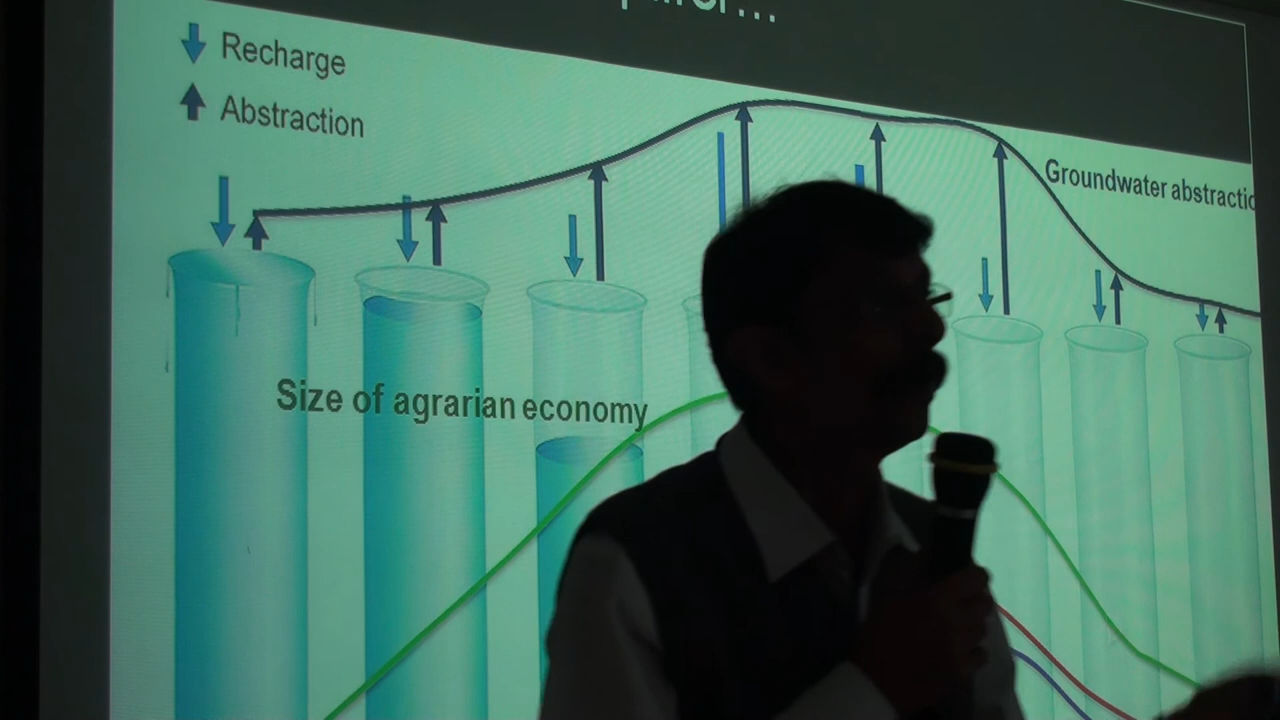 Recharge
Abstraction
Groundwater abstractio
Size of agrarian economy